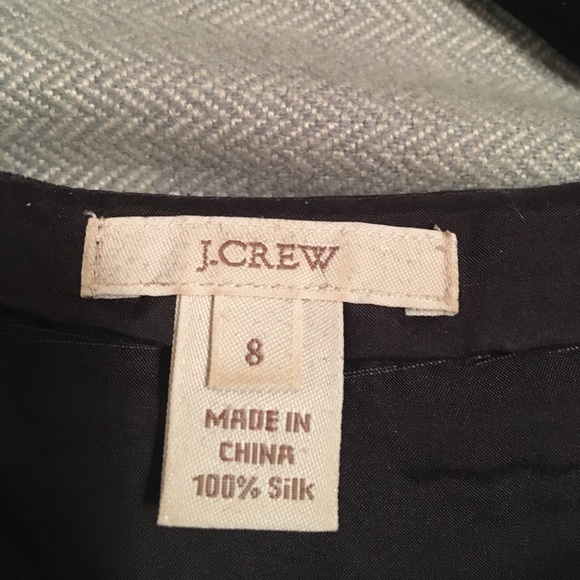 J.CREW
8
MADE IN
CHINA
100% Silk